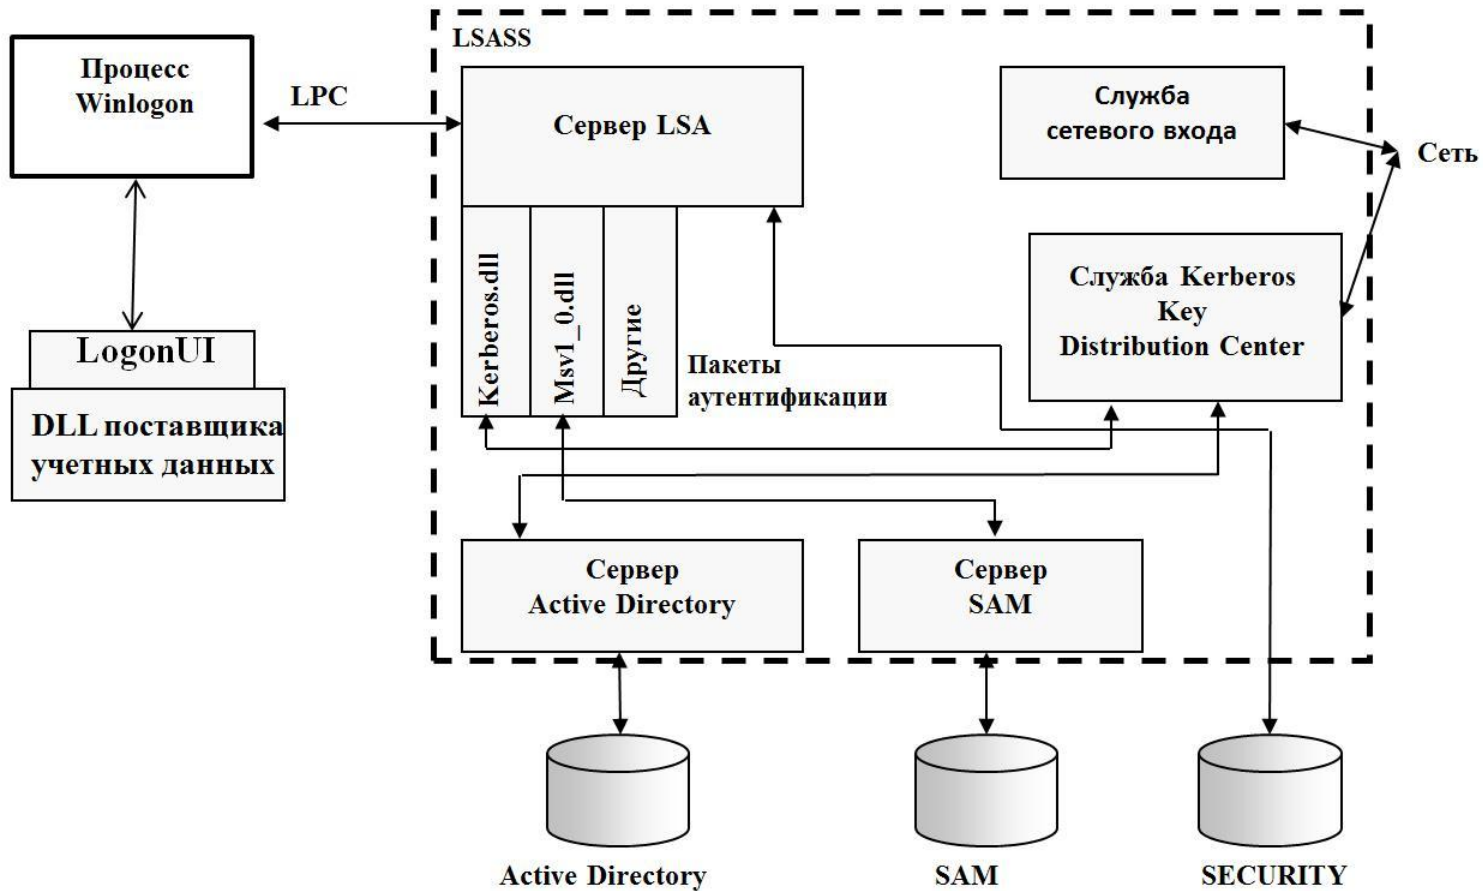 LSASS
Процесс
Winlogon
LPC
Сервер LSA
Служба
сетевого входа
Сеть
Kerberos.dll
Msv1_0.dll
Другие
Пакеты
аутентификации
Служба Kerberos
Key
Distribution Center
LogonUI
DLL поставщика
учетных данных
Сервер
Active Directory
Сервер
SAM
Active Directory
SAM
SECURITY